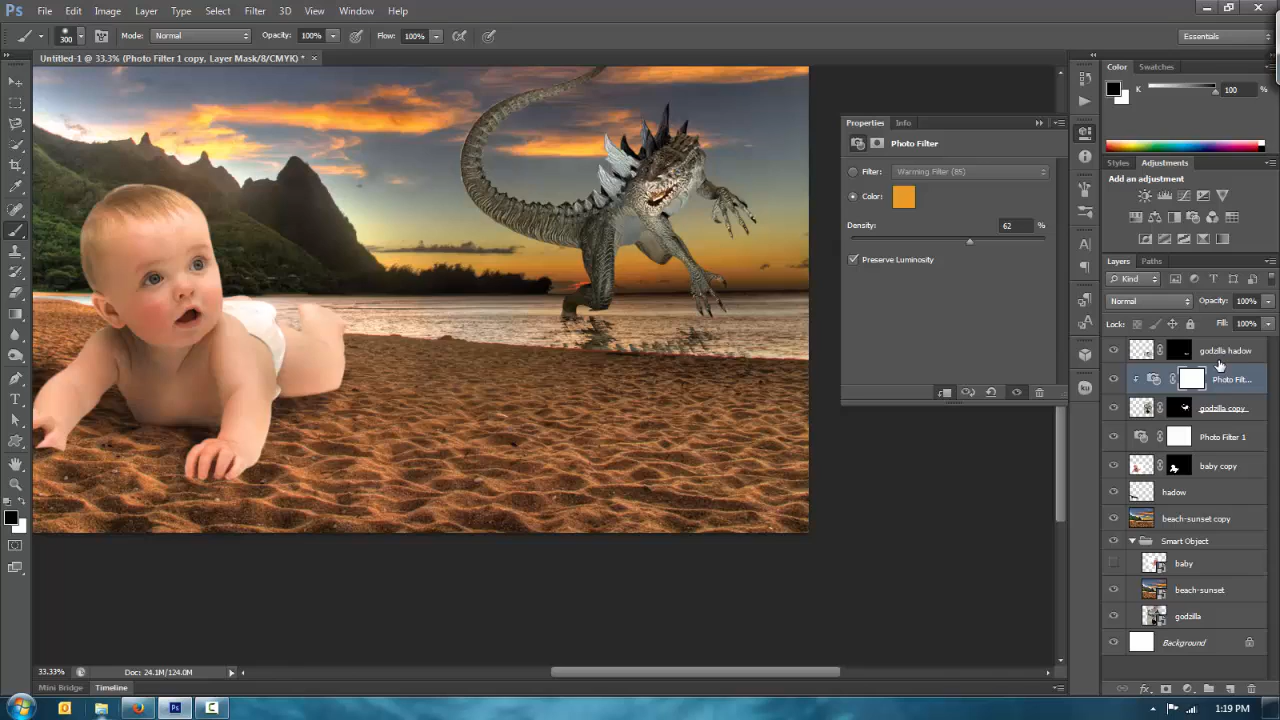 Ps File Edit Image Layer Type Select Filter 3D View Window Help
300 Mode: Normal Opacity: 100% Flow: 100% Essentials
Untitled-1 @ 33.3% (Photo Filter 1 copy, Layer Mask/8/CMYK) *
Color Swatches
K 100 %
Properties Info
Photo Filter
Filter: Warming Filter (85)
Color:
Density: 62 %
Preserve Luminosity
Styles Adjustments
Add an adjustment
Layers Paths
Kind
Normal Opacity: 100%
Lock: Fill: 100%
godzilla hadow
Photo Filt...
godzilla copy
Photo Filter 1
baby copy
hadow
beach-sunset copy
Smart Object
baby
beach-sunset
godzilla
Background
ku
33.33% Doc: 24.1M/124.0M
Mini Bridge Timeline
Ps 1:19 PM